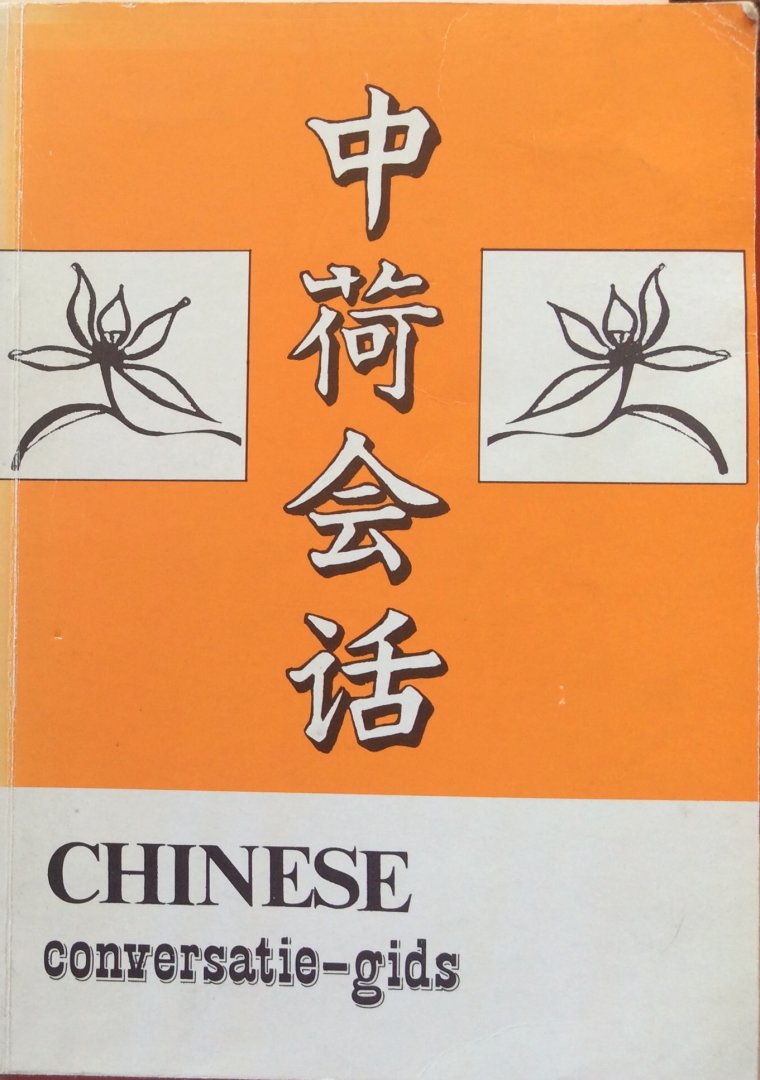 中荷会话
CHINESE
conversatie-gids